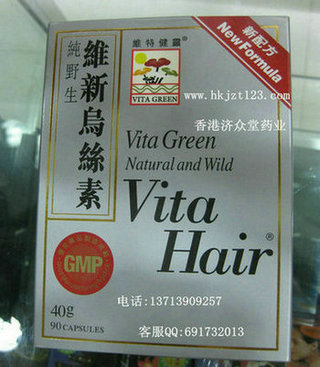 維特健靈
VITA GREEN
新配方
New Formula
純野生
維新烏絲素
www.hkjzt123.com
香港济众堂药业
Vita Green
Natural and Wild
Vita
Hair®
GMP
40g
90 CAPSULES
电话:13713909257
客服QQ:691732013